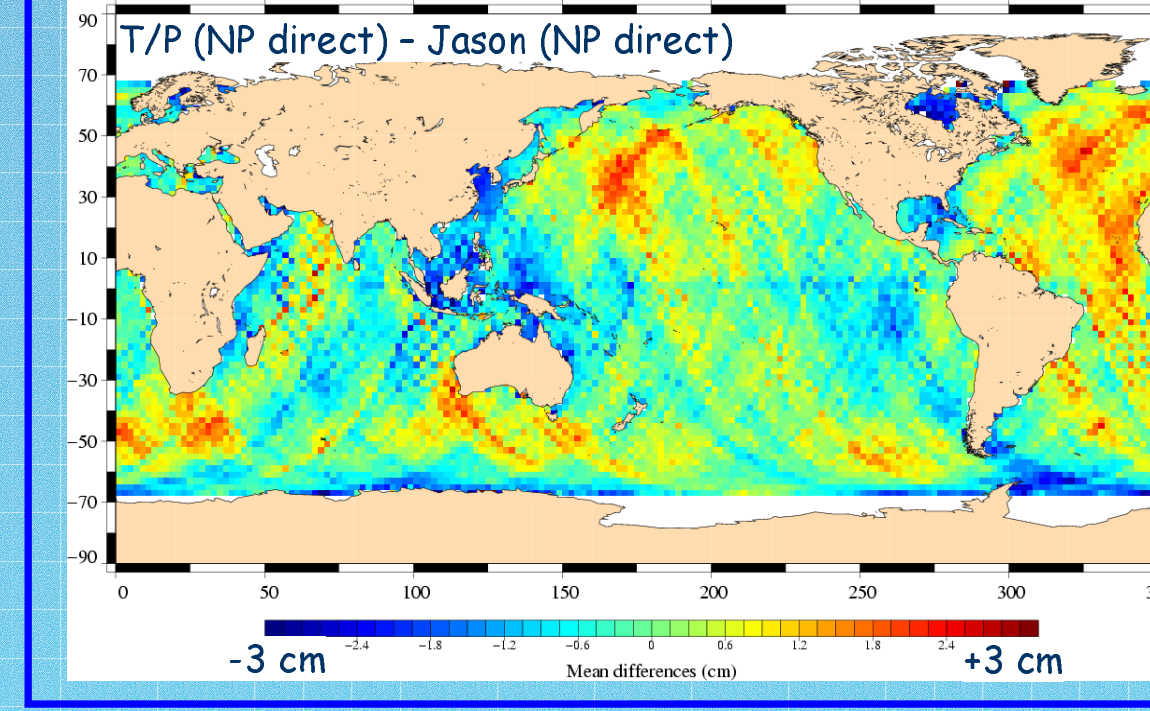 T/P (NP direct) – Jason (NP direct)
90
70
50
30
10
−10
−30
−50
−70
−90
0 50 100 150 200 250 300
−2.4 −1.8 −1.2 −0.6 0 0.6 1.2 1.8 2.4
-3 cm +3 cm
Mean differences (cm)